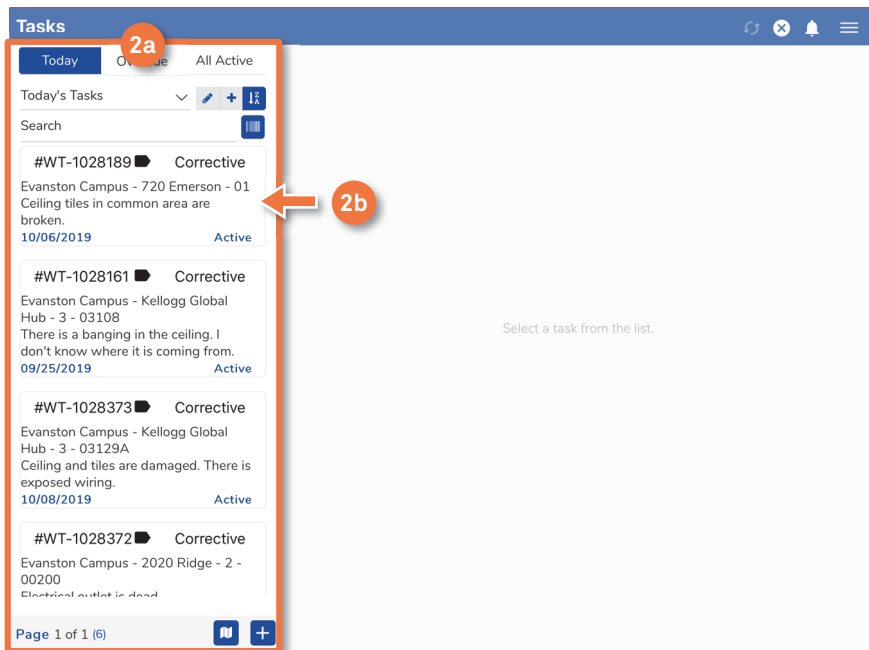 Tasks
2a
Today
All Active
Today's Tasks
Search
#WT-1028189 Corrective
Evanston Campus - 720 Emerson - 01
Ceiling tiles in common area are
broken.
10/06/2019 Active
2b
#WT-1028161 Corrective
Evanston Campus - Kellogg Global
Hub - 3 - 03108
There is a banging in the ceiling. I
don't know where it is coming from.
09/25/2019 Active
Select a task from the list.
#WT-1028373 Corrective
Evanston Campus - Kellogg Global
Hub - 3 - 03129A
Ceiling and tiles are damaged. There is
exposed wiring.
10/08/2019 Active
#WT-1028372 Corrective
Evanston Campus - 2020 Ridge - 2 -
00200
Electrical outlet is dead
Page 1 of 1 (6)